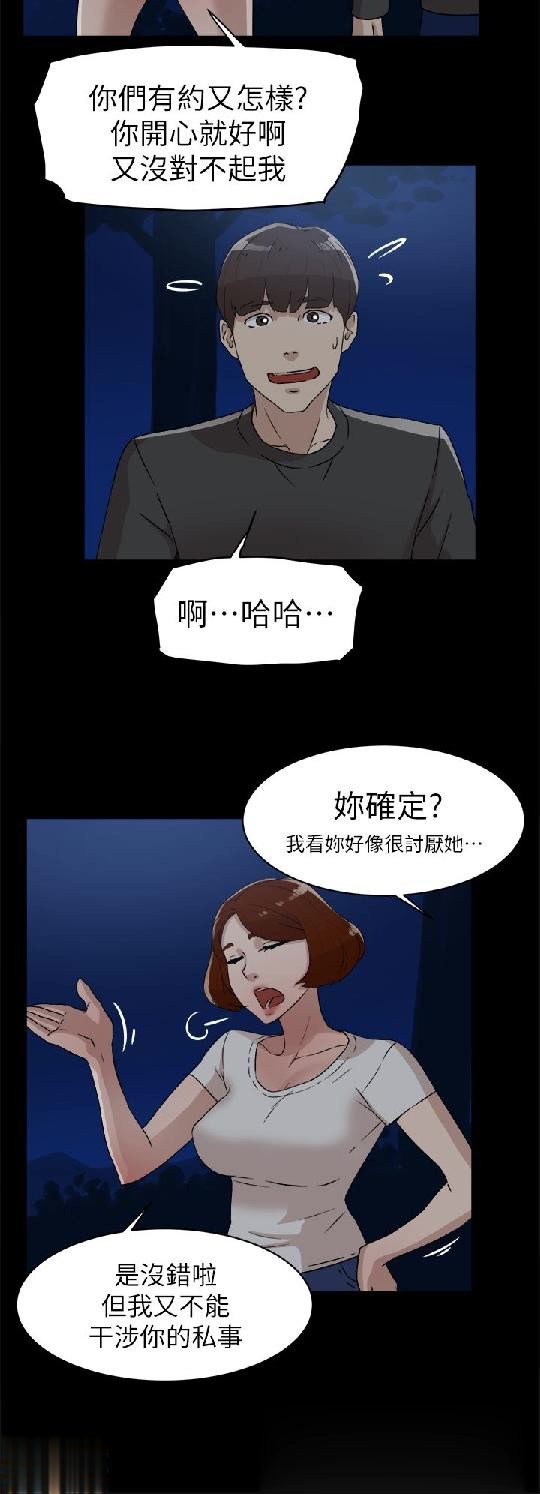 你們有約又怎樣?
你開心就好啊
又沒對不起我
啊…哈哈…
妳確定?
我看妳好像很討厭她…
是沒錯啦
但我又不能
干涉你的私事